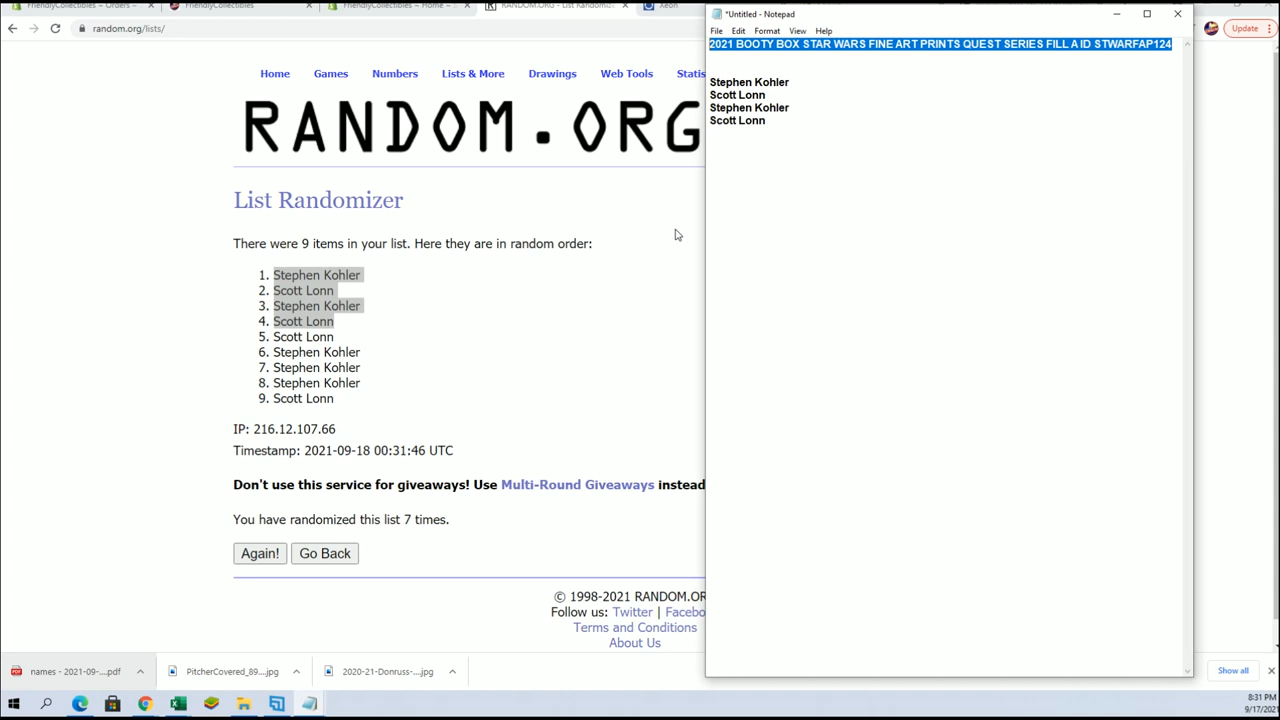 FriendlyCollectibles ~ Orders ~
FriendlyCollectibles
FriendlyCollectibles ~ Home ~ S
RANDOM.ORG - List Randomiz
Xeon
random.org/lists/
Update
*Untitled - Notepad
File Edit Format View Help
2021 BOOTY BOX STAR WARS FINE ART PRINTS QUEST SERIES FILL A ID STWARFAP124
Stephen Kohler
Scott Lonn
Stephen Kohler
Scott Lonn
Home Games Numbers Lists & More Drawings Web Tools Statis
RANDOM.ORG
List Randomizer
There were 9 items in your list. Here they are in random order:
1. Stephen Kohler
2. Scott Lonn
3. Stephen Kohler
4. Scott Lonn
5. Scott Lonn
6. Stephen Kohler
7. Stephen Kohler
8. Stephen Kohler
9. Scott Lonn
IP: 216.12.107.66
Timestamp: 2021-09-18 00:31:46 UTC
Don't use this service for giveaways! Use Multi-Round Giveaways instead
You have randomized this list 7 times.
Again! Go Back
© 1998-2021 RANDOM.OR
Follow us: Twitter | Facebo
Terms and Conditions
About Us
names - 2021-09-....pdf
PitcherCovered_89....jpg
2020-21-Donruss-....jpg
Show all
8:31 PM
9/17/2021